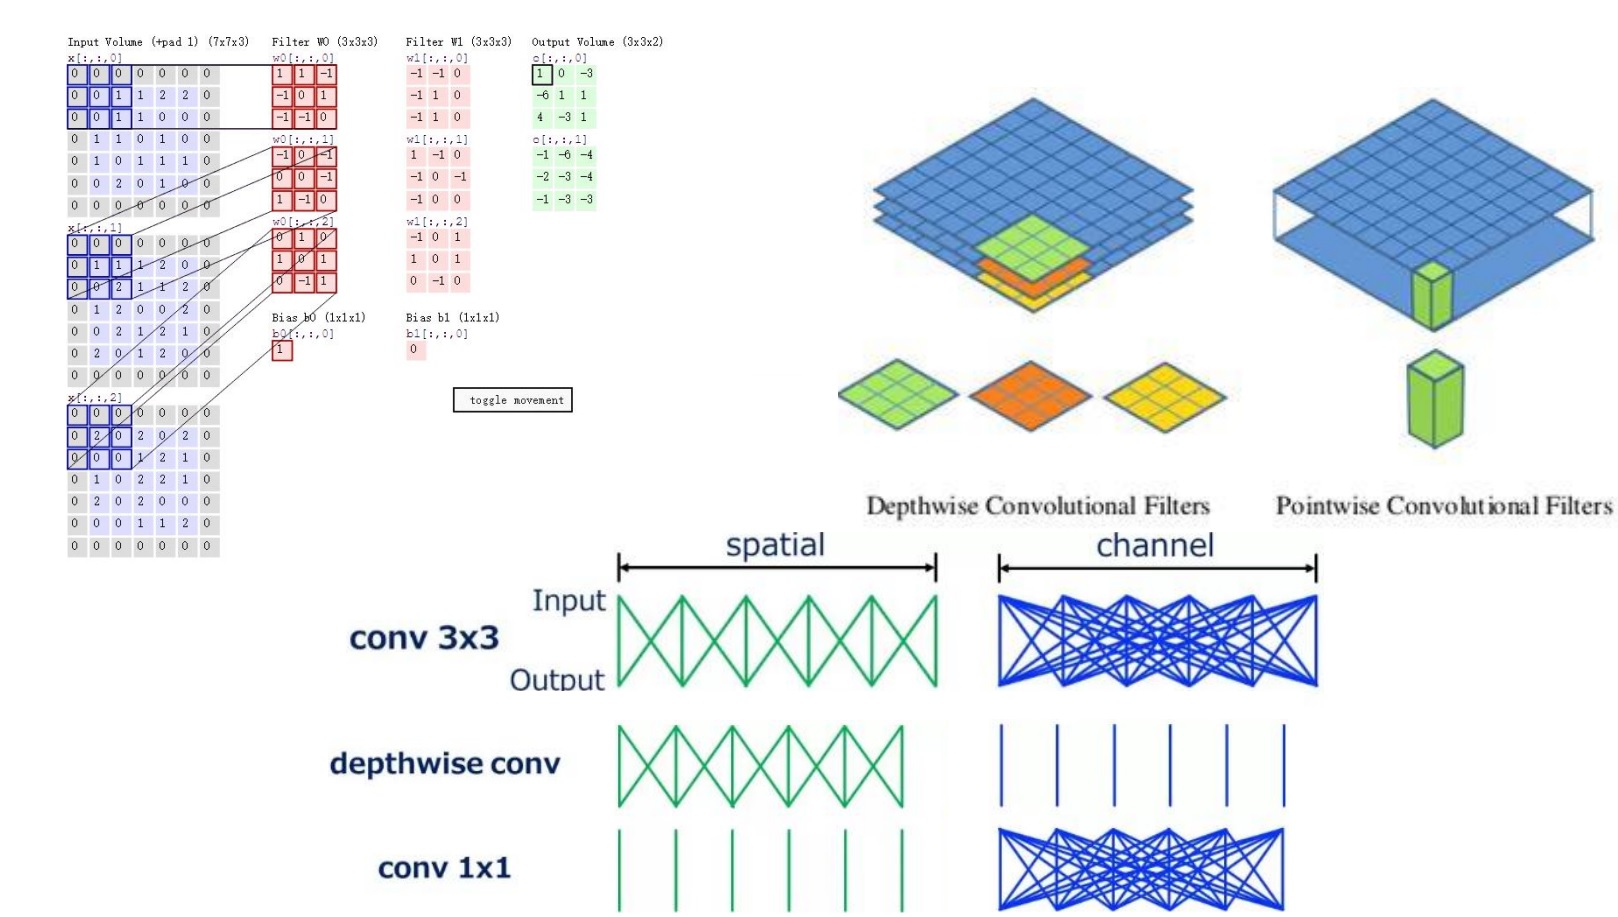 Input Volume (+pad 1) (7x7x3)
x[:,:,0]
0 0 0 0 0 0 0
0 0 1 1 2 2 0
0 0 1 1 0 0 0
0 1 1 0 1 0 0
0 1 0 1 1 1 0
0 0 2 0 1 0 0
0 0 0 0 0 0 0
x[:,:,1]
0 0 0 0 0 0 0
0 1 1 1 2 0 0
0 0 2 1 1 2 0
0 1 2 0 0 2 0
0 0 2 1 2 1 0
0 2 0 1 2 0 0
0 0 0 0 0 0 0
x[:,:,2]
0 0 0 0 0 0 0
0 2 0 2 0 2 0
0 0 0 1 2 1 0
0 1 0 2 2 1 0
0 2 0 2 0 0 0
0 0 0 1 1 2 0
0 0 0 0 0 0 0
Filter W0 (3x3x3)
w0[:,:,0]
1 1 -1
-1 0 1
-1 -1 0
w0[:,:,1]
-1 0 -1
0 0 -1
1 -1 0
w0[:,:,2]
0 1 0
1 0 1
0 -1 1
Bias b0 (1x1x1)
b0[:,:,0]
1
Filter W1 (3x3x3)
w1[:,:,0]
-1 -1 0
-1 1 0
-1 1 0
w1[:,:,1]
1 -1 0
-1 0 -1
-1 0 0
w1[:,:,2]
-1 0 1
1 0 1
0 -1 0
Bias b1 (1x1x1)
b1[:,:,0]
0
Output Volume (3x3x2)
o[:,:,0]
1 0 -3
-6 1 1
4 -3 1
o[:,:,1]
-1 -6 -4
-2 -3 -4
-1 -3 -3
toggle movement
Depthwise Convolutional Filters
Pointwise Convolutional Filters
spatial
channel
Input
conv 3x3
Output
depthwise conv
conv 1x1